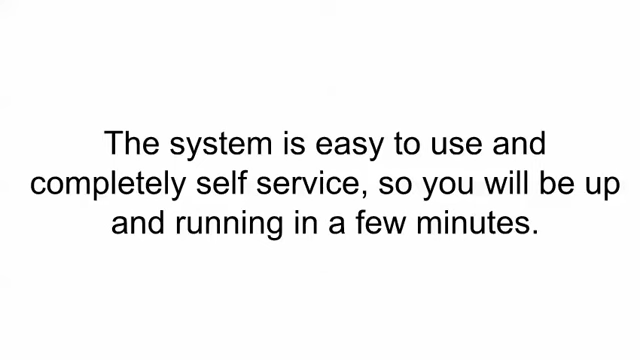 The system is easy to use and
completely self service, so you will be up
and running in a few minutes.